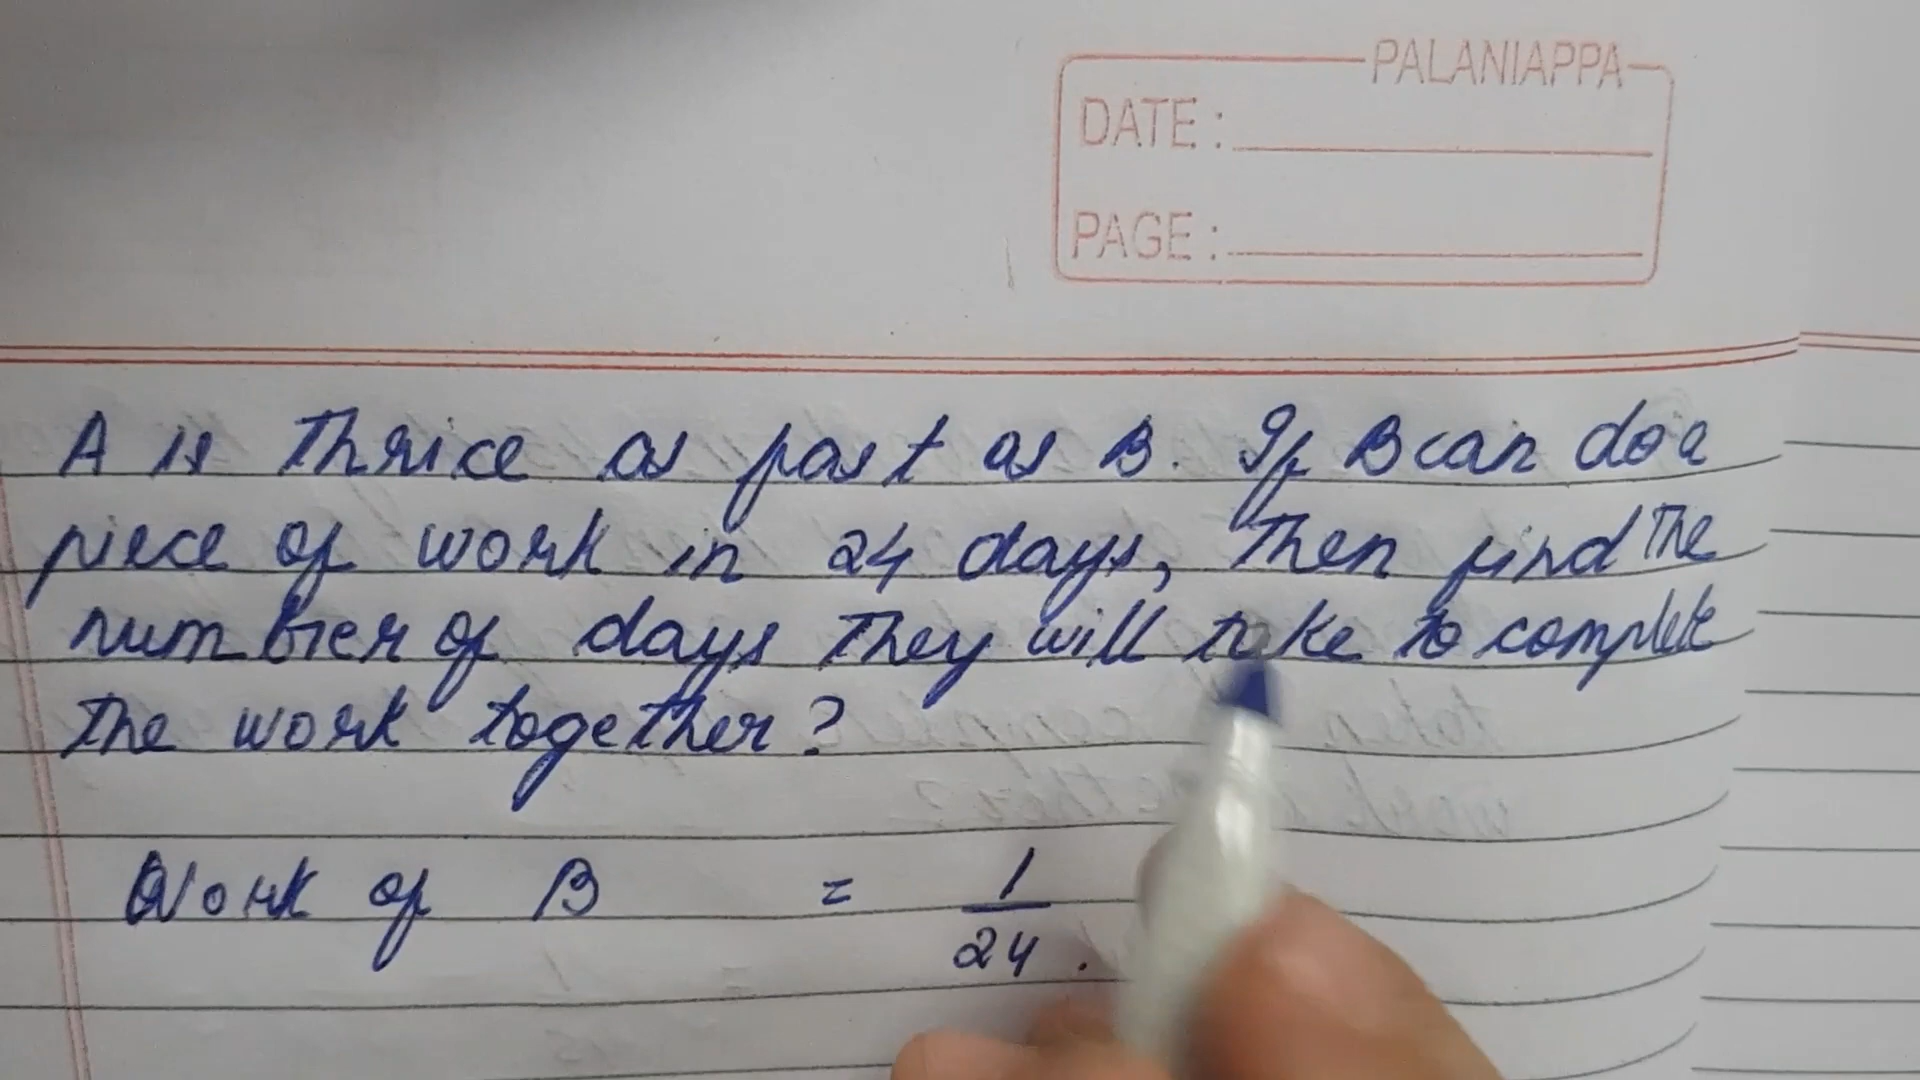 PALANIAPPA
DATE :
PAGE :
A is Thrice as fast as B. If B can do a
piece of work in 24 days, Then find The
number of days They will take to complete
The work together?
Work of B = 1/24.